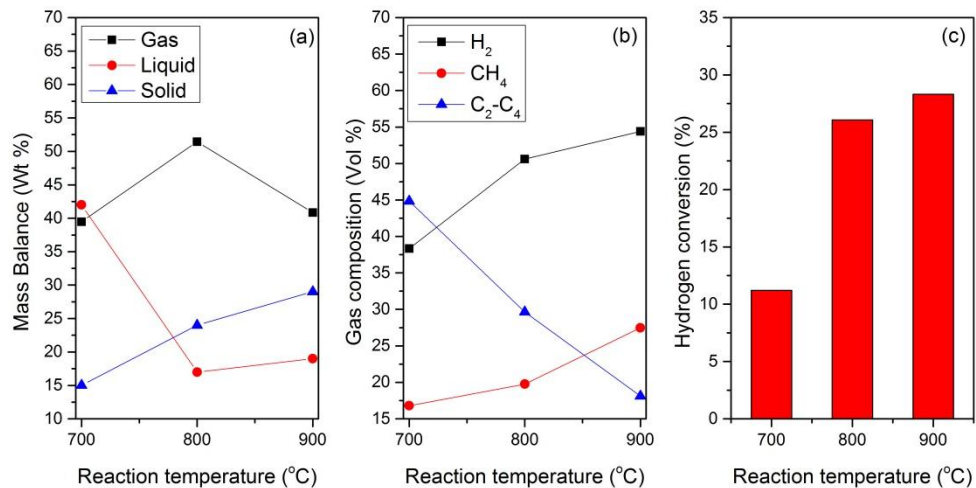 (a)
Gas
Liquid
Solid
Mass Balance (Wt %)
70
65
60
55
50
45
40
35
30
25
20
15
10
700
800
900
Reaction temperature (°C)
(b)
H₂
CH₄
C₂-C₄
Gas composition (Vol %)
70
65
60
55
50
45
40
35
30
25
20
15
700
800
900
Reaction temperature (°C)
(c)
Hydrogen conversion (%)
35
30
25
20
15
10
5
0
700
800
900
Reaction temperature (°C)